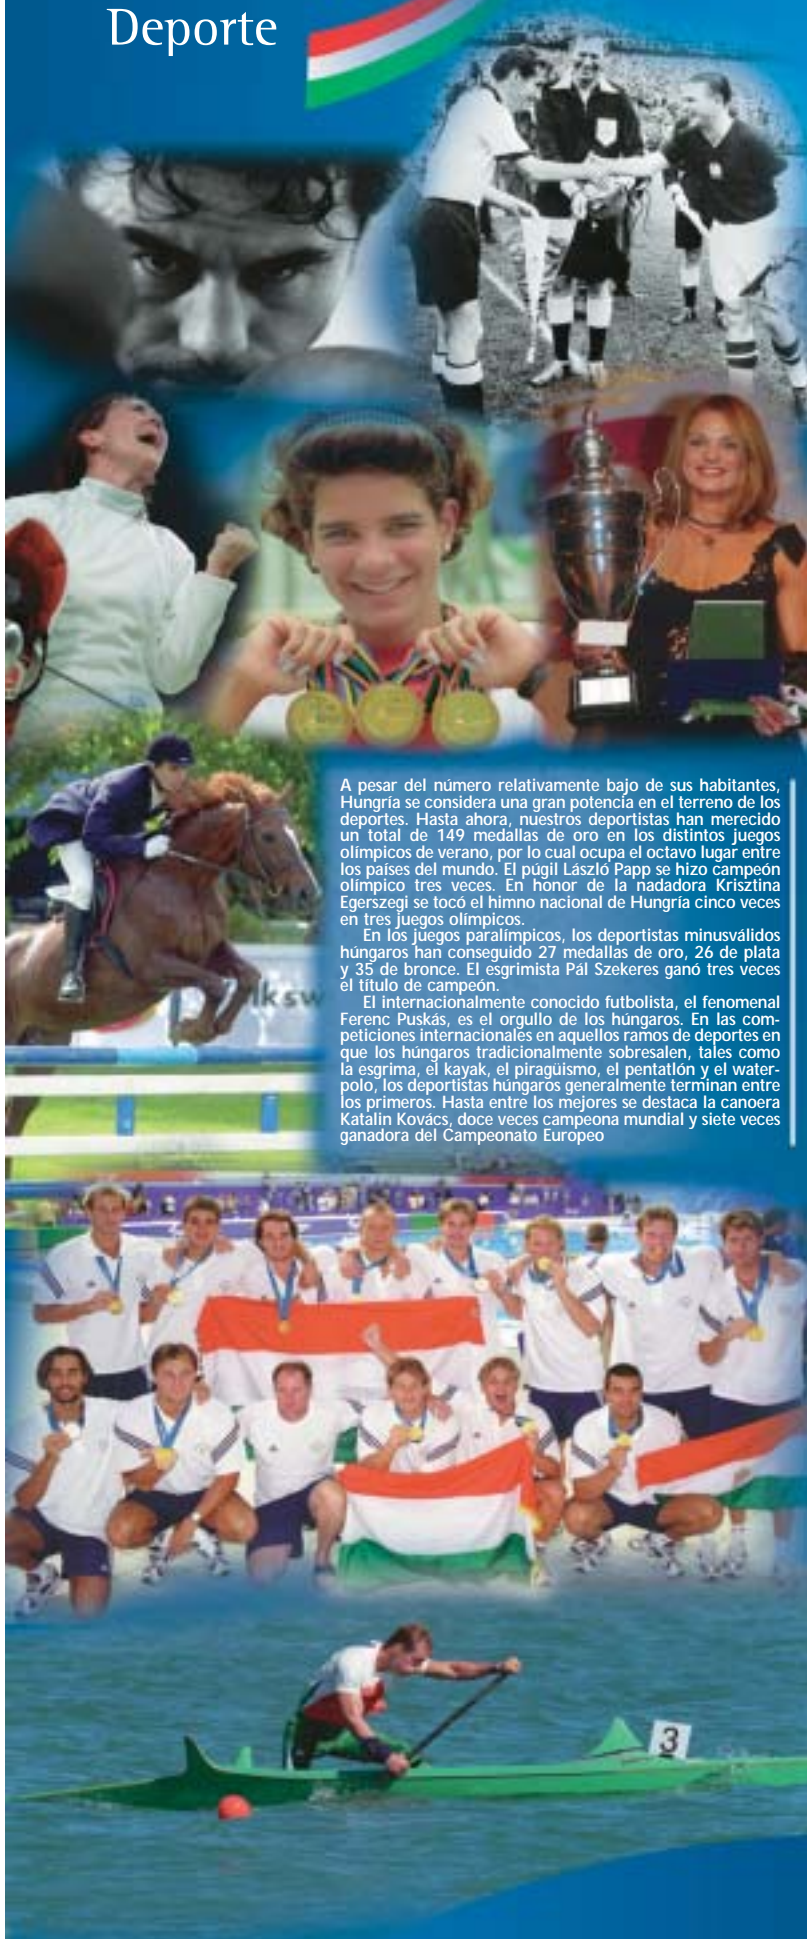 Deporte
A pesar del número relativamente bajo de sus habitantes,
Hungría se considera una gran potencia en el terreno de los
deportes. Hasta ahora, nuestros deportistas han merecido
un total de 149 medallas de oro en los distintos juegos
olímpicos de verano, por lo cual ocupa el octavo lugar entre
los países del mundo. El púgil László Papp se hizo campeón
olímpico tres veces. En honor de la nadadora Krisztina
Egerszegi se tocó el himno nacional de Hungría cinco veces
en tres juegos olímpicos.
En los juegos paralímpicos, los deportistas minusválidos
húngaros han conseguido 27 medallas de oro, 26 de plata
y 35 de bronce. El esgrimista Pál Szekeres ganó tres veces
el título de campeón.
El internacionalmente conocido futbolista, el fenomenal
Ferenc Puskás, es el orgullo de los húngaros. En las com-
peticiones internacionales en aquellos ramos de deportes en
que los húngaros tradicionalmente sobresalen, tales como
la esgrima, el kayak, el piragüismo, el pentatlón y el water-
polo, los deportistas húngaros generalmente terminan entre
los primeros. Hasta entre los mejores se destaca la canoera
Katalin Kovács, doce veces campeona mundial y siete veces
ganadora del Campeonato Europeo
3